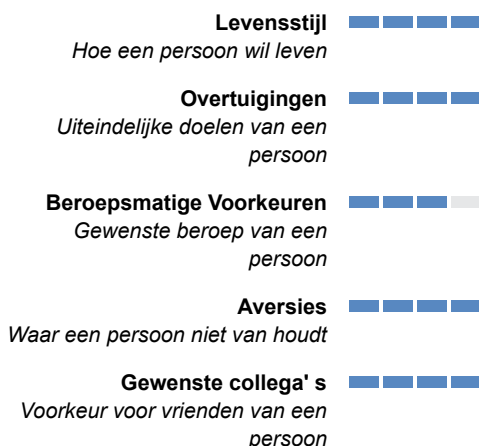 Levensstijl
Hoe een persoon wil leven
Overtuigingen
Uiteindelijke doelen van een
persoon
Beroepsmatige Voorkeuren
Gewenste beroep van een
persoon
Aversies
Waar een persoon niet van houdt
Gewenste collega' s
Voorkeur voor vrienden van een
persoon